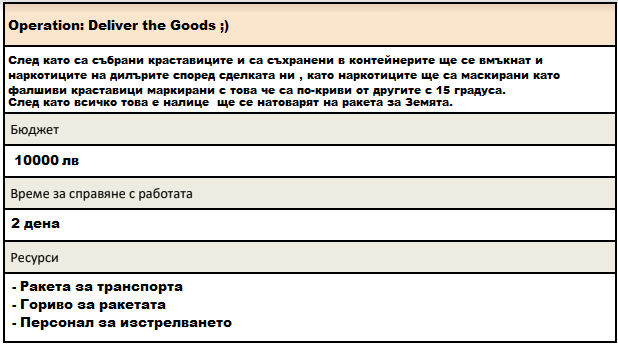 Operation: Deliver the Goods ;)
След като са събрани краставиците и са съхранени в контейнерите ще се вмъкнат и
наркотиците на дилърите според сделката ни , като наркотиците ще са маскирани като
фалшиви краставици маркирани с това че са по-криви от другите с 15 градуса.
След като всичко това е налице ще се натоварят на ракета за Земята.
Бюджет
10000 лв
Време за справяне с работата
2 дена
Ресурси
- Ракета за транспорта
- Гориво за ракетата
- Персонал за изстрелването